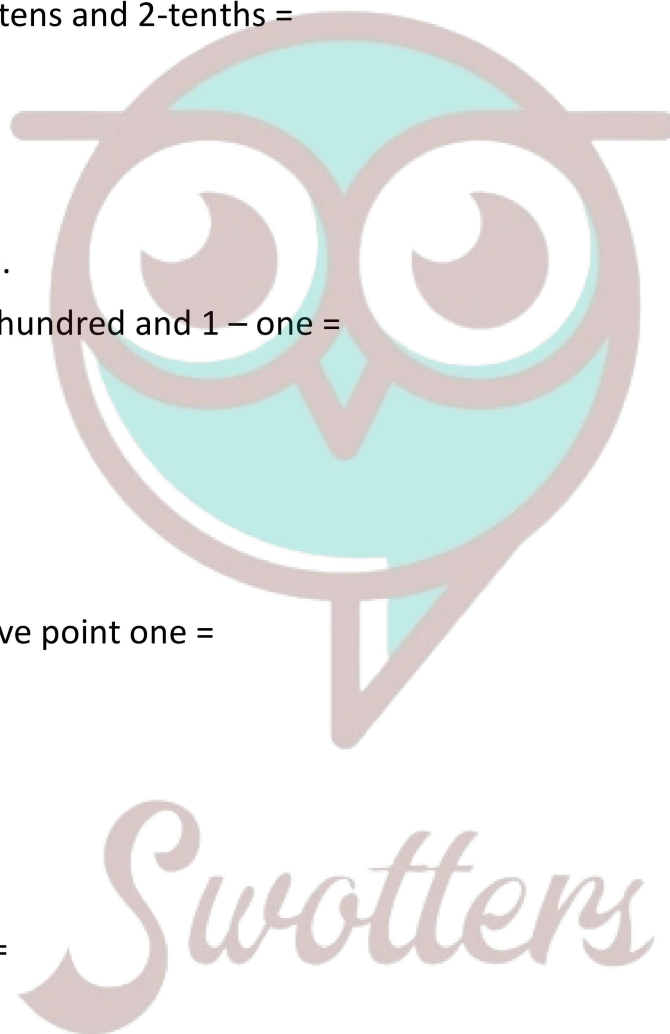 tens and 2-tenths =
.
hundred and 1 – one =
ve point one =
=
Swotters